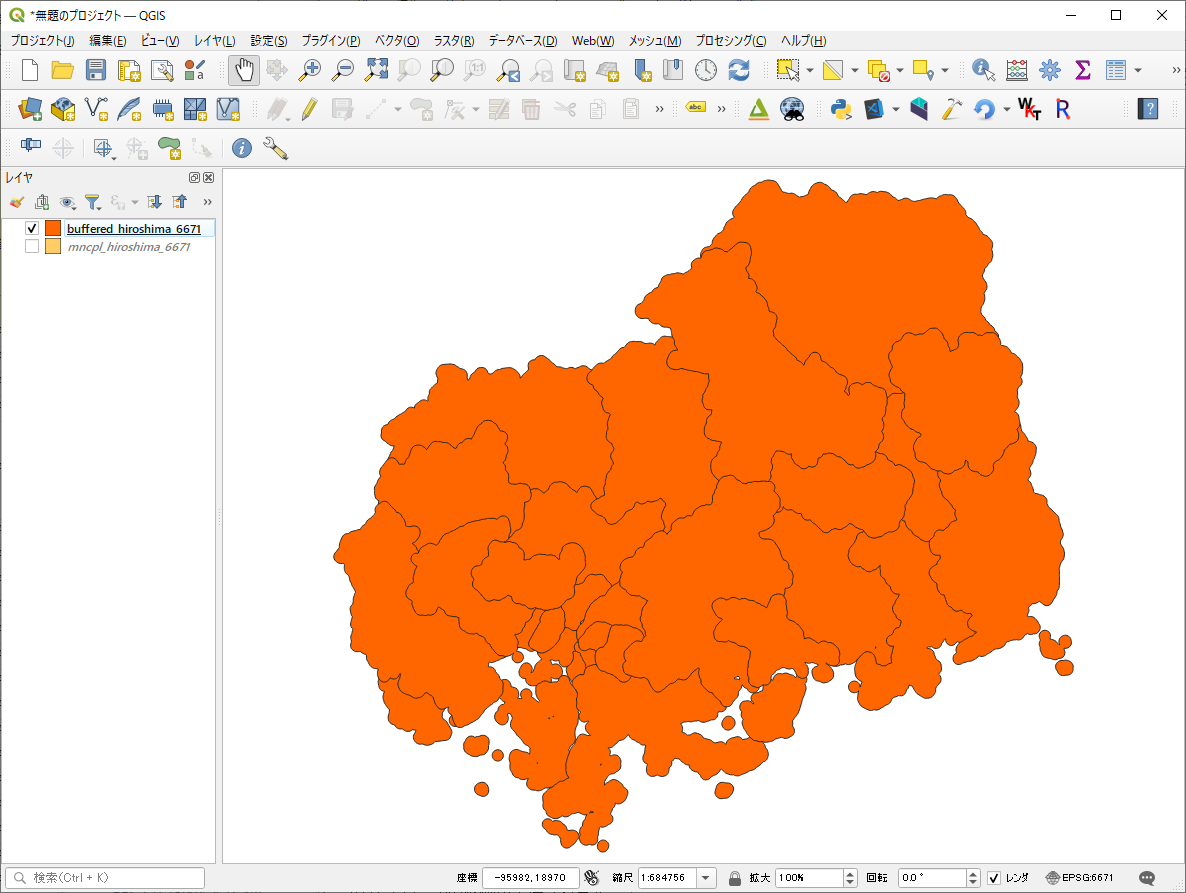 *無題のプロジェクト — QGIS
プロジェクト(J) 編集(E) ビュー(V) レイヤ(L) 設定(S) プラグイン(P) ベクタ(O) ラスタ(R) データベース(D) Web(W) メッシュ(M) プロセシング(C) ヘルプ(H)
a 1:1 Σ »
» abc » WKT R ?
i
レイヤ
ε »
buffered_hiroshima_6671
mncpl_hiroshima_6671
検索(Ctrl + K) 座標 -95982,18970 縮尺 1:684756 拡大 100% 回転 0.0 ° レンダ EPSG:6671